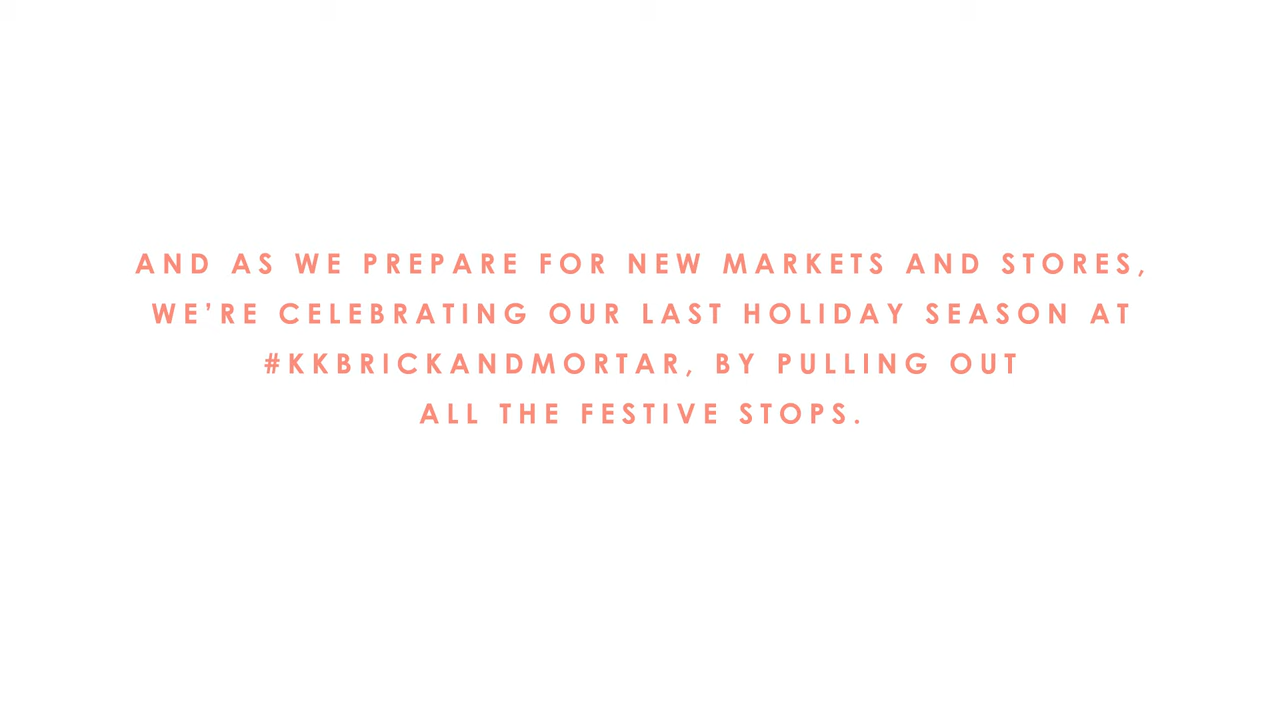 AND AS WE PREPARE FOR NEW MARKETS AND STORES,
WE’RE CELEBRATING OUR LAST HOLIDAY SEASON AT
#KKBRICKANDMORTAR, BY PULLING OUT
ALL THE FESTIVE STOPS.